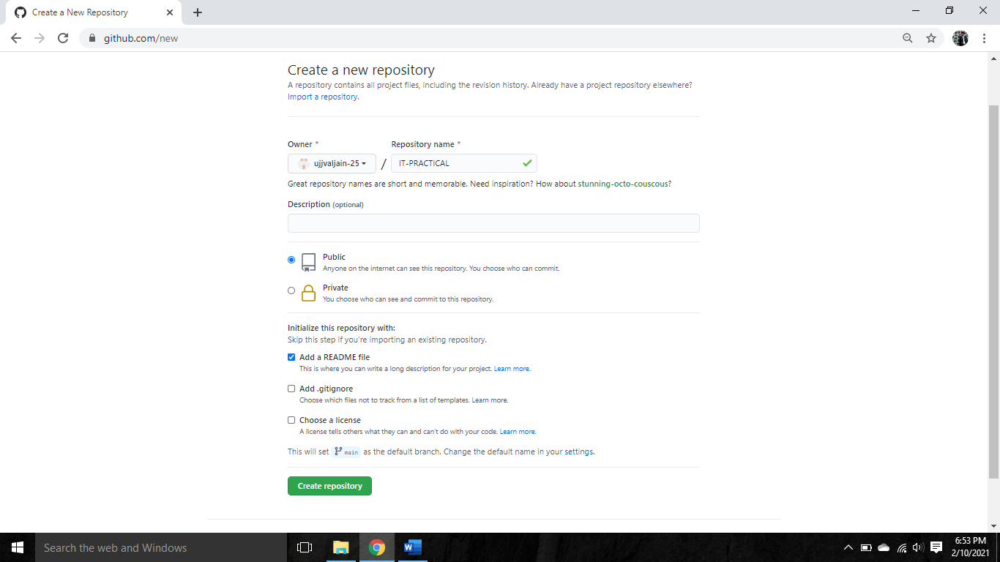 Create a New Repository
github.com/new
Create a new repository
A repository contains all project files, including the revision history. Already have a project repository elsewhere?
Import a repository.
Owner * Repository name *
ujjvaljain-25 / IT-PRACTICAL
Great repository names are short and memorable. Need inspiration? How about stunning-octo-couscous?
Description (optional)
Public
Anyone on the internet can see this repository. You choose who can commit.
Private
You choose who can see and commit to this repository.
Initialize this repository with:
Skip this step if you're importing an existing repository.
Add a README file
This is where you can write a long description for your project. Learn more.
Add .gitignore
Choose which files not to track from a list of templates. Learn more.
Choose a license
A license tells others what they can and can't do with your code. Learn more.
This will set main as the default branch. Change the default name in your settings.
Create repository
Search the web and Windows
6:53 PM
2/10/2021